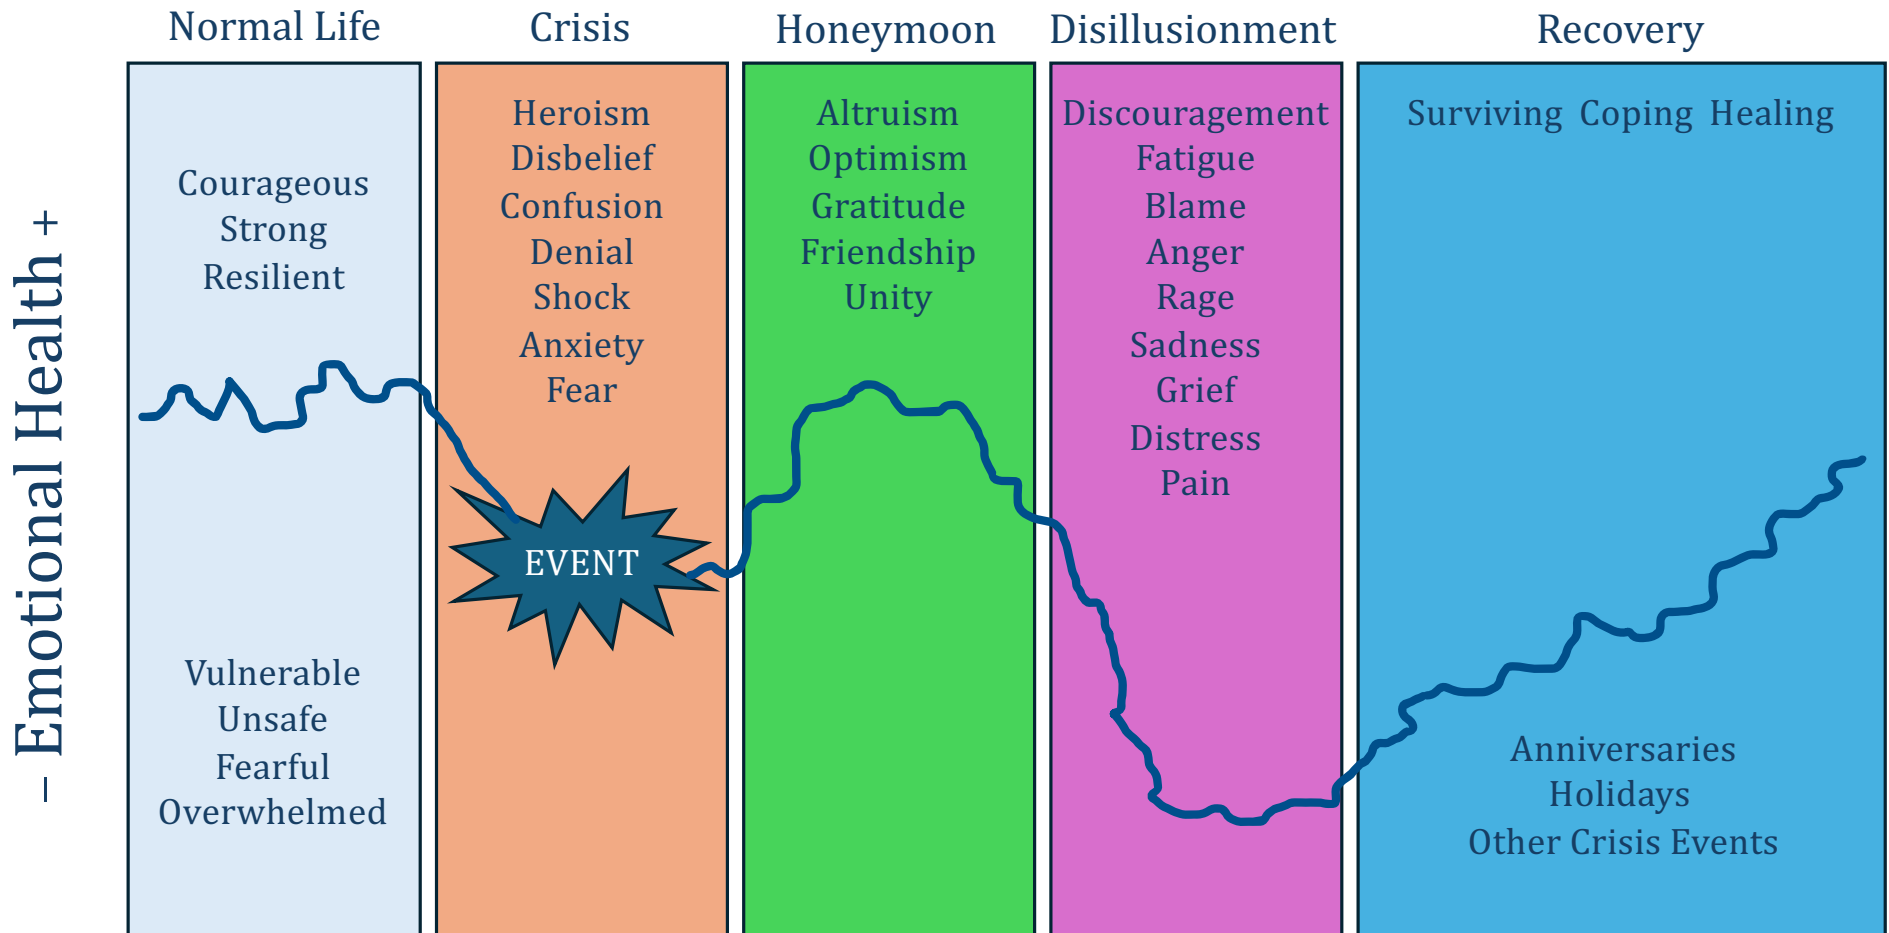 – Emotional Health +
Normal Life
Courageous
Strong
Resilient
Vulnerable
Unsafe
Fearful
Overwhelmed
Crisis
Heroism
Disbelief
Confusion
Denial
Shock
Anxiety
Fear
EVENT
Honeymoon
Altruism
Optimism
Gratitude
Friendship
Unity
Disillusionment
Discouragement
Fatigue
Blame
Anger
Rage
Sadness
Grief
Distress
Pain
Recovery
Surviving Coping Healing
Anniversaries
Holidays
Other Crisis Events